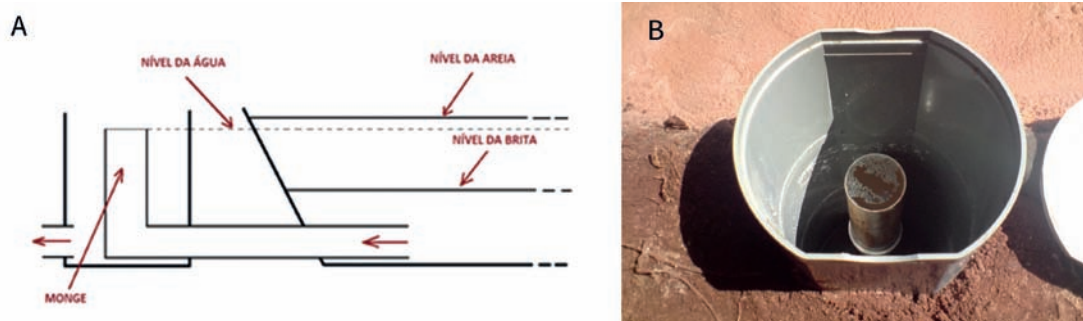 A
NÍVEL DA ÁGUA
NÍVEL DA AREIA
NÍVEL DA BRITA
MONGE
B